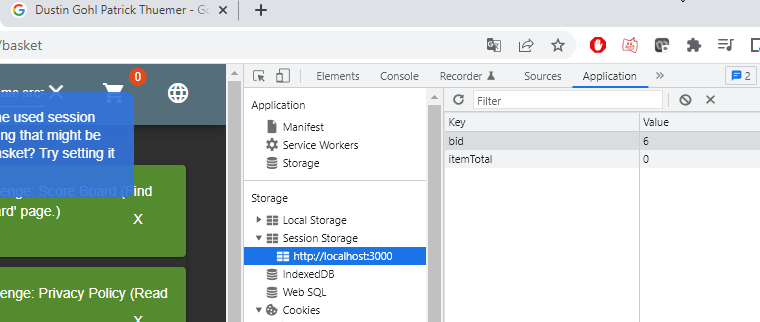 Dustin Gohl Patrick Thuemer - Go
/basket
0
Elements Console Recorder Sources Application 2
ne used session
ng that might be
asket? Try setting it
enge: Score Board (Find
rd' page.)
X
enge: Privacy Policy (Read
X
Application
Manifest
Service Workers
Storage
Storage
Local Storage
Session Storage
http://localhost:3000
IndexedDB
Web SQL
Cookies
Filter
Key Value
bid 6
itemTotal 0